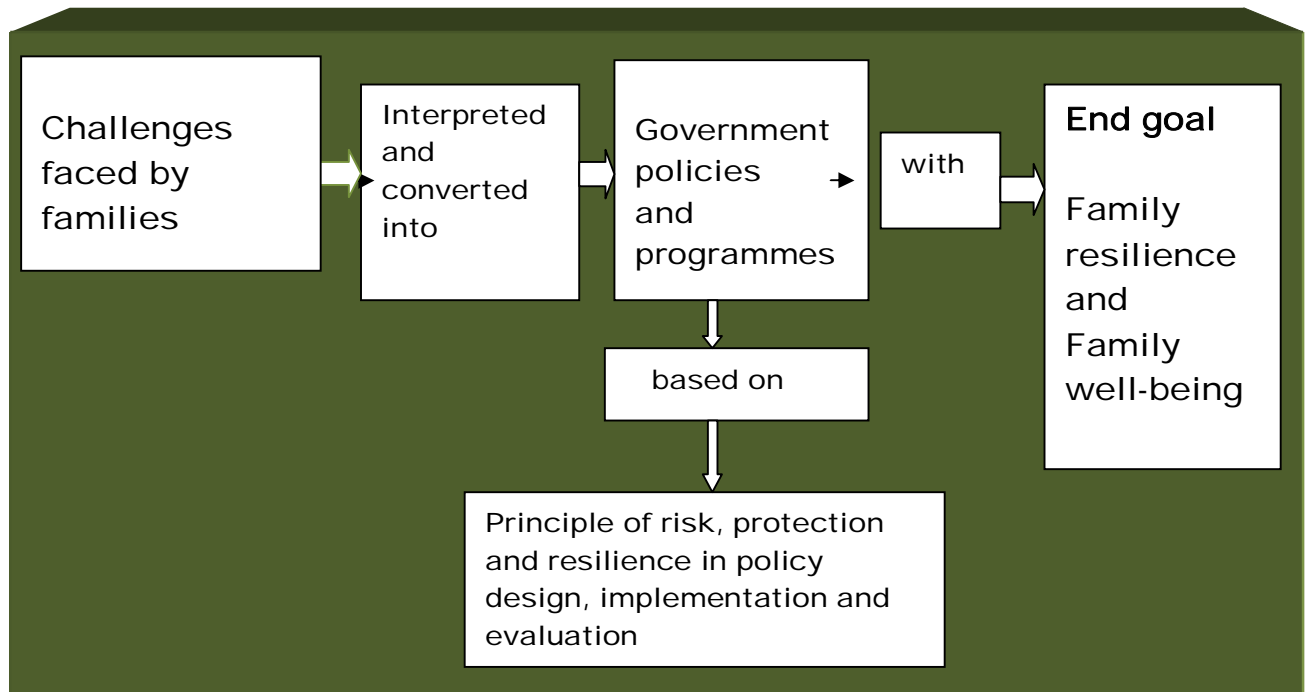 Challenges
faced by
families
Interpreted
and
converted
into
Government
policies
and
programmes
with
End goal
Family
resilience
and
Family
well-being
based on
Principle of risk, protection
and resilience in policy
design, implementation and
evaluation